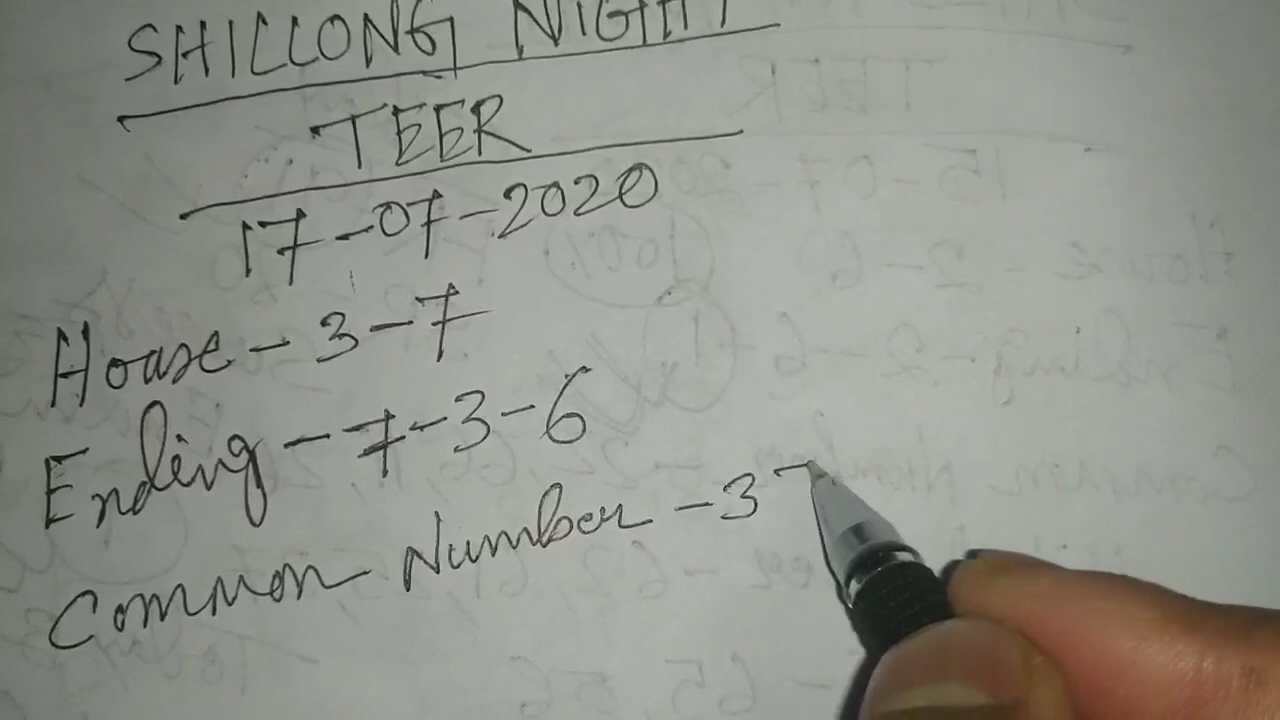 SHILLONG NIGHT
TEER
17-07-2020
House - 3 - 7
Ending - 7 - 3 - 6
Common Number - 3